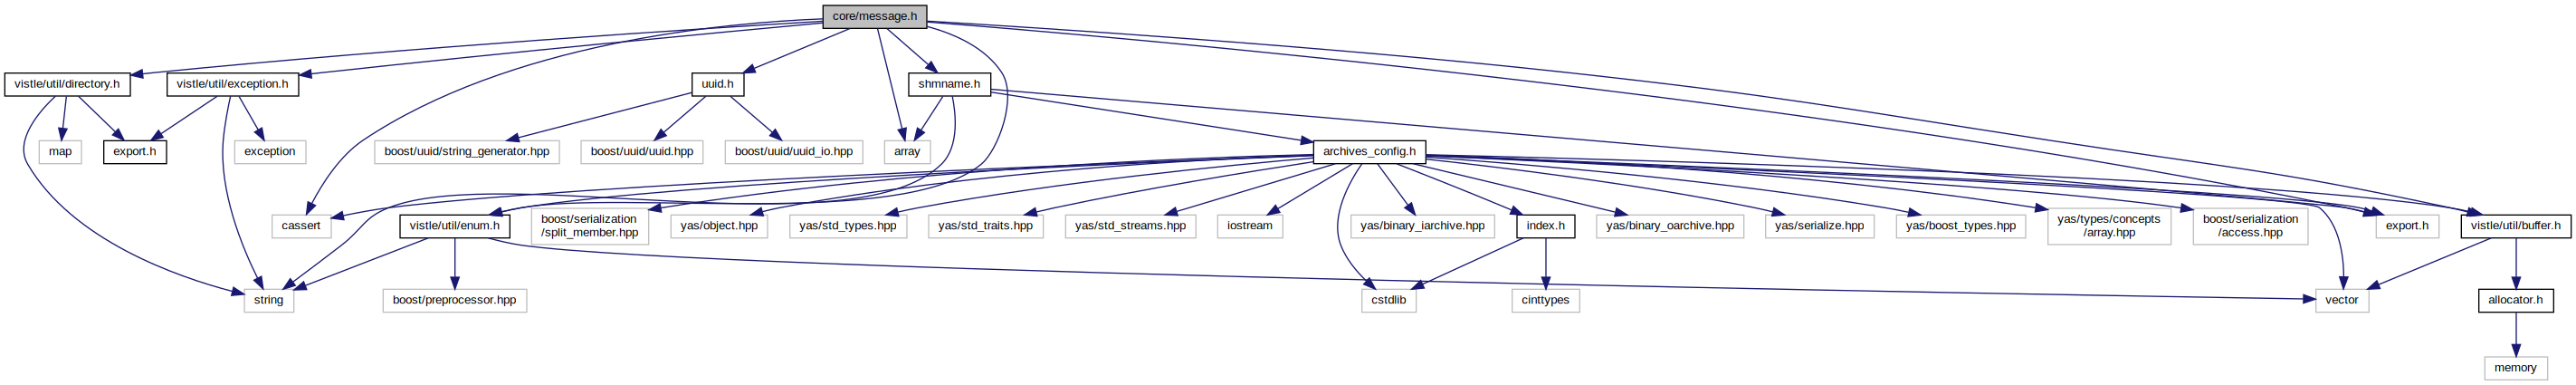 core/message.h
vistle/util/directory.h
vistle/util/exception.h
uuid.h
shmname.h
map
export.h
exception
boost/uuid/string_generator.hpp
boost/uuid/uuid.hpp
boost/uuid/uuid_io.hpp
array
archives_config.h
cassert
vistle/util/enum.h
boost/serialization
/split_member.hpp
yas/object.hpp
yas/std_types.hpp
yas/std_traits.hpp
yas/std_streams.hpp
iostream
yas/binary_iarchive.hpp
index.h
yas/binary_oarchive.hpp
yas/serialize.hpp
yas/boost_types.hpp
yas/types/concepts
/array.hpp
boost/serialization
/access.hpp
export.h
vistle/util/buffer.h
string
boost/preprocessor.hpp
cstdlib
cinttypes
vector
allocator.h
memory